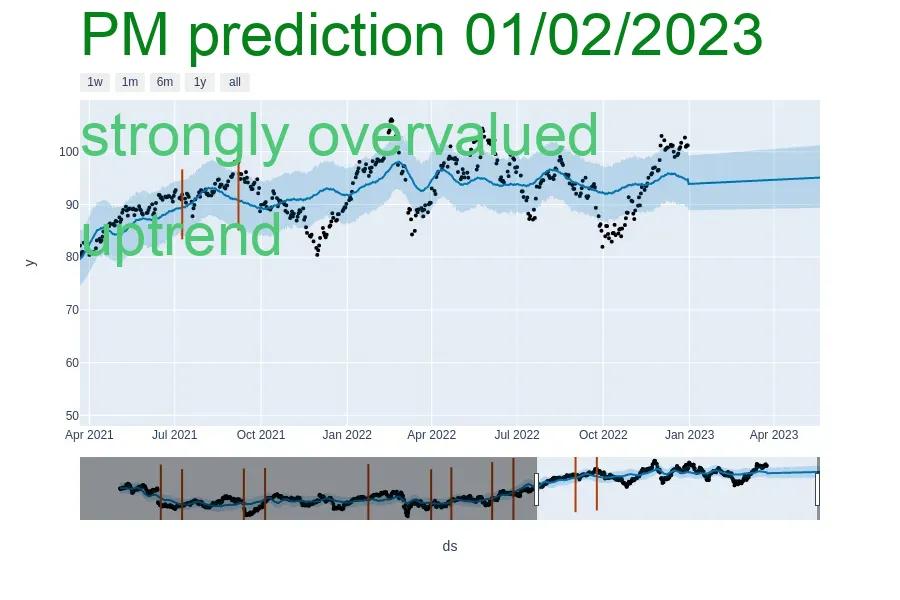 PM prediction 01/02/2023
1w 1m 6m 1y all
strongly overvalued
uptrend
100
90
80
70
60
50
y
Apr 2021 Jul 2021 Oct 2021 Jan 2022 Apr 2022 Jul 2022 Oct 2022 Jan 2023 Apr 2023
ds